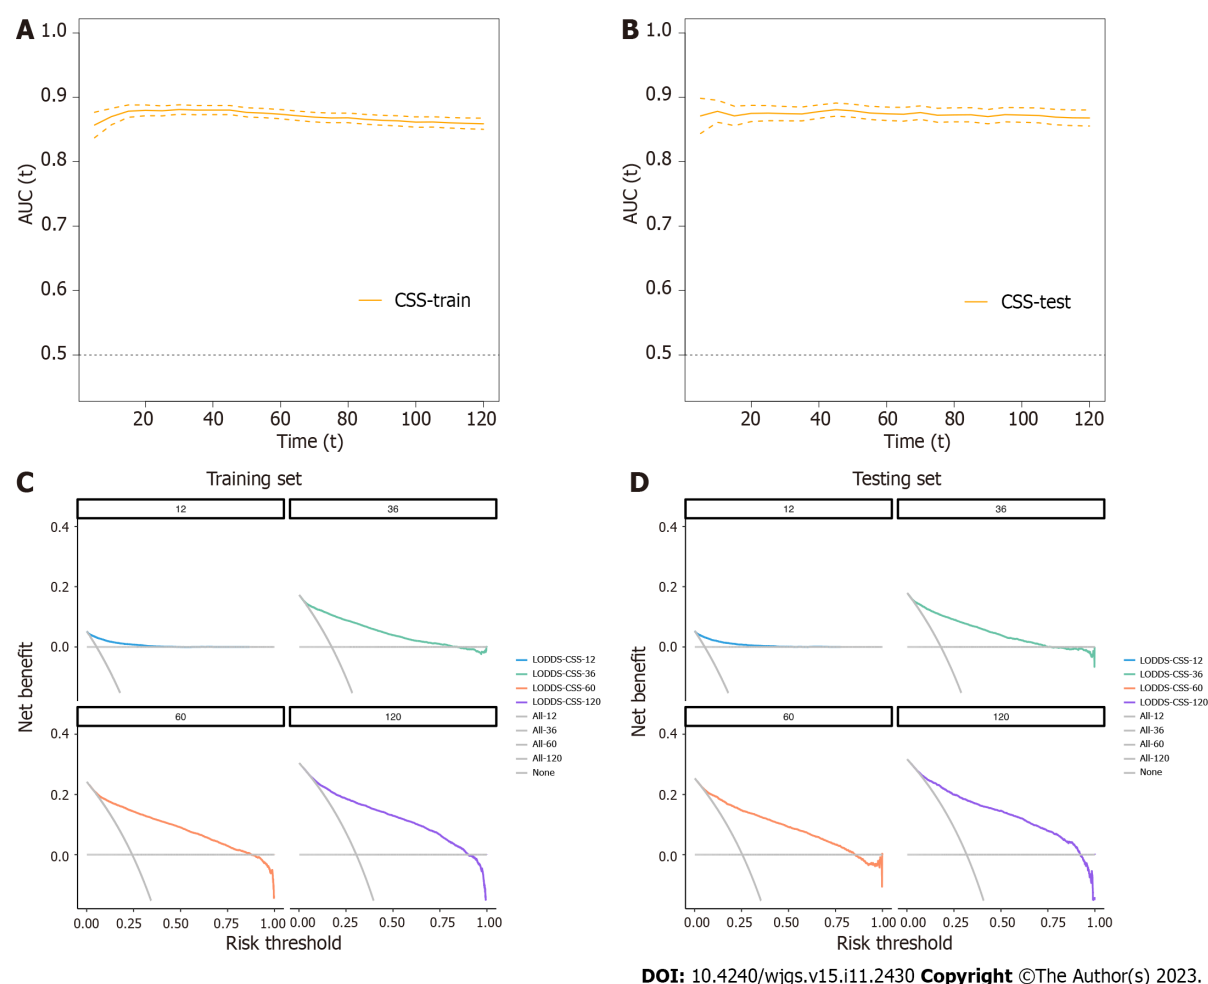 A
1.0
0.9
0.8
0.7
0.6
0.5
AUC (t)
CSS-train
20 40 60 80 100 120
Time (t)
B
1.0
0.9
0.8
0.7
0.6
0.5
AUC (t)
CSS-test
20 40 60 80 100 120
Time (t)
C
Training set
12 36
0.4
0.2
0.0
60 120
0.4
0.2
0.0
Net benefit
0.00 0.25 0.50 0.75 1.00 0.00 0.25 0.50 0.75 1.00
Risk threshold
LODDS-CSS-12
LODDS-CSS-36
LODDS-CSS-60
LODDS-CSS-120
All-12
All-36
All-60
All-120
None
D
Testing set
12 36
0.4
0.2
0.0
60 120
0.4
0.2
0.0
Net benefit
0.00 0.25 0.50 0.75 1.00 0.00 0.25 0.50 0.75 1.00
Risk threshold
LODDS-CSS-12
LODDS-CSS-36
LODDS-CSS-60
LODDS-CSS-120
All-12
All-36
All-60
All-120
None
DOI: 10.4240/wjgs.v15.i11.2430 Copyright ©The Author(s) 2023.